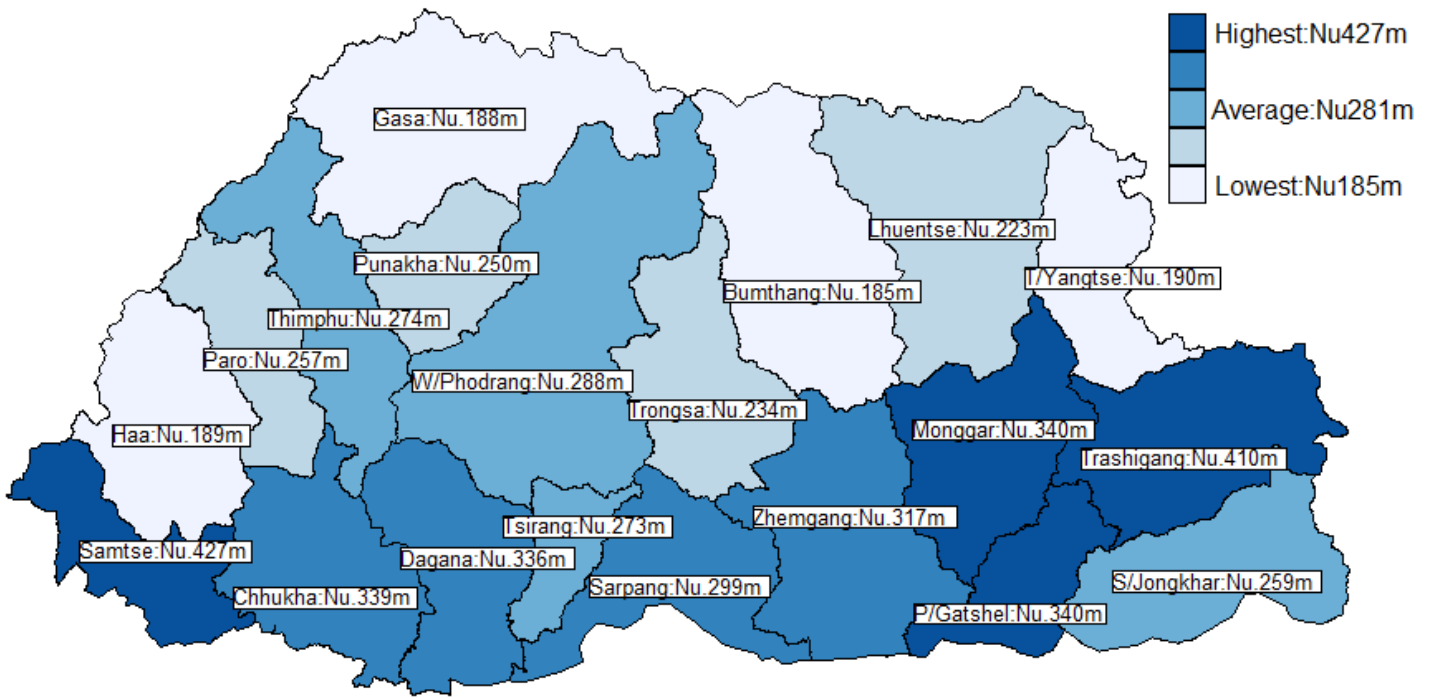 Highest:Nu427m
Average:Nu281m
Lowest:Nu185m
Gasa:Nu.188m
Lhuentse:Nu.223m
Punakha:Nu.250m
T/Yangtse:Nu.190m
Bumthang:Nu.185m
Thimphu:Nu.274m
Paro:Nu.257m
W/Phodrang:Nu.288m
Trongsa:Nu.234m
Haa:Nu.189m
Monggar:Nu.340m
Trashigang:Nu.410m
Zhemgang:Nu.317m
Tsirang:Nu.273m
Samtse:Nu.427m
Dagana:Nu.336m
Sarpang:Nu.299m
S/Jongkhar:Nu.259m
Chhukha:Nu.339m
P/Gatshel:Nu.340m